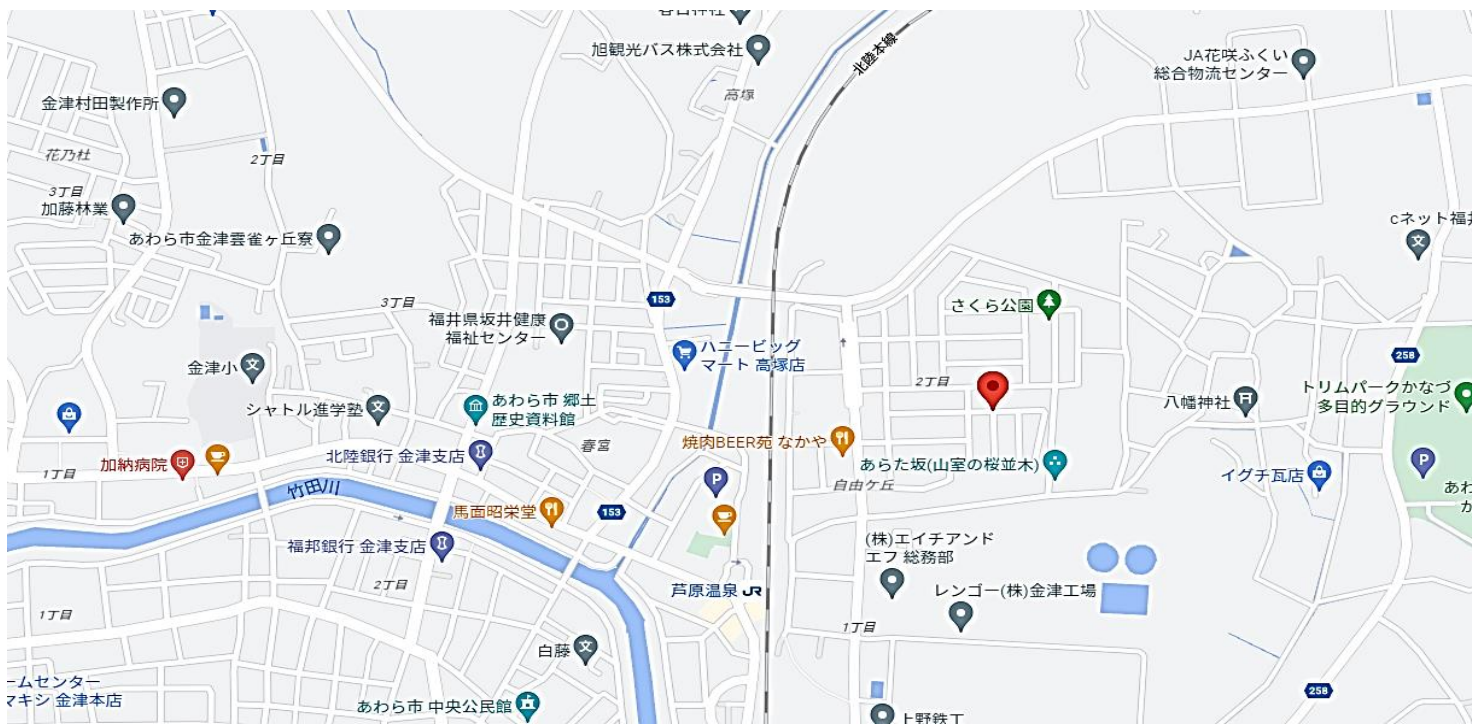 春日神社
旭観光バス株式会社
北陸本線
JA花咲ふくい
総合物流センター
高塚
金津村田製作所
花乃杜
2丁目
3丁目
加藤林業
あわら市金津雲雀ヶ丘寮
cネット福井
3丁目
153
さくら公園
福井県坂井健康
福祉センター
ハニービッグ
マート 高塚店
258
金津小
2丁目
トリムパークかなづ
多目的グラウンド
八幡神社
シャトル進学塾
あわら市 郷土
歴史資料館
春宮
焼肉BEER苑 なかや
北陸銀行 金津支店
加納病院
1丁目
あらた坂(山室の桜並木)
イグチ瓦店
P
P
自由ケ丘
竹田川
馬面昭栄堂
153
あわ
か
福邦銀行 金津支店
(株)エイチアンド
エフ 総務部
2丁目
芦原温泉 JR
レンゴー(株)金津工場
1丁目
1丁目
白藤
ームセンター
マキシ 金津本店
あわら市 中央公民館
258
上野鉄工